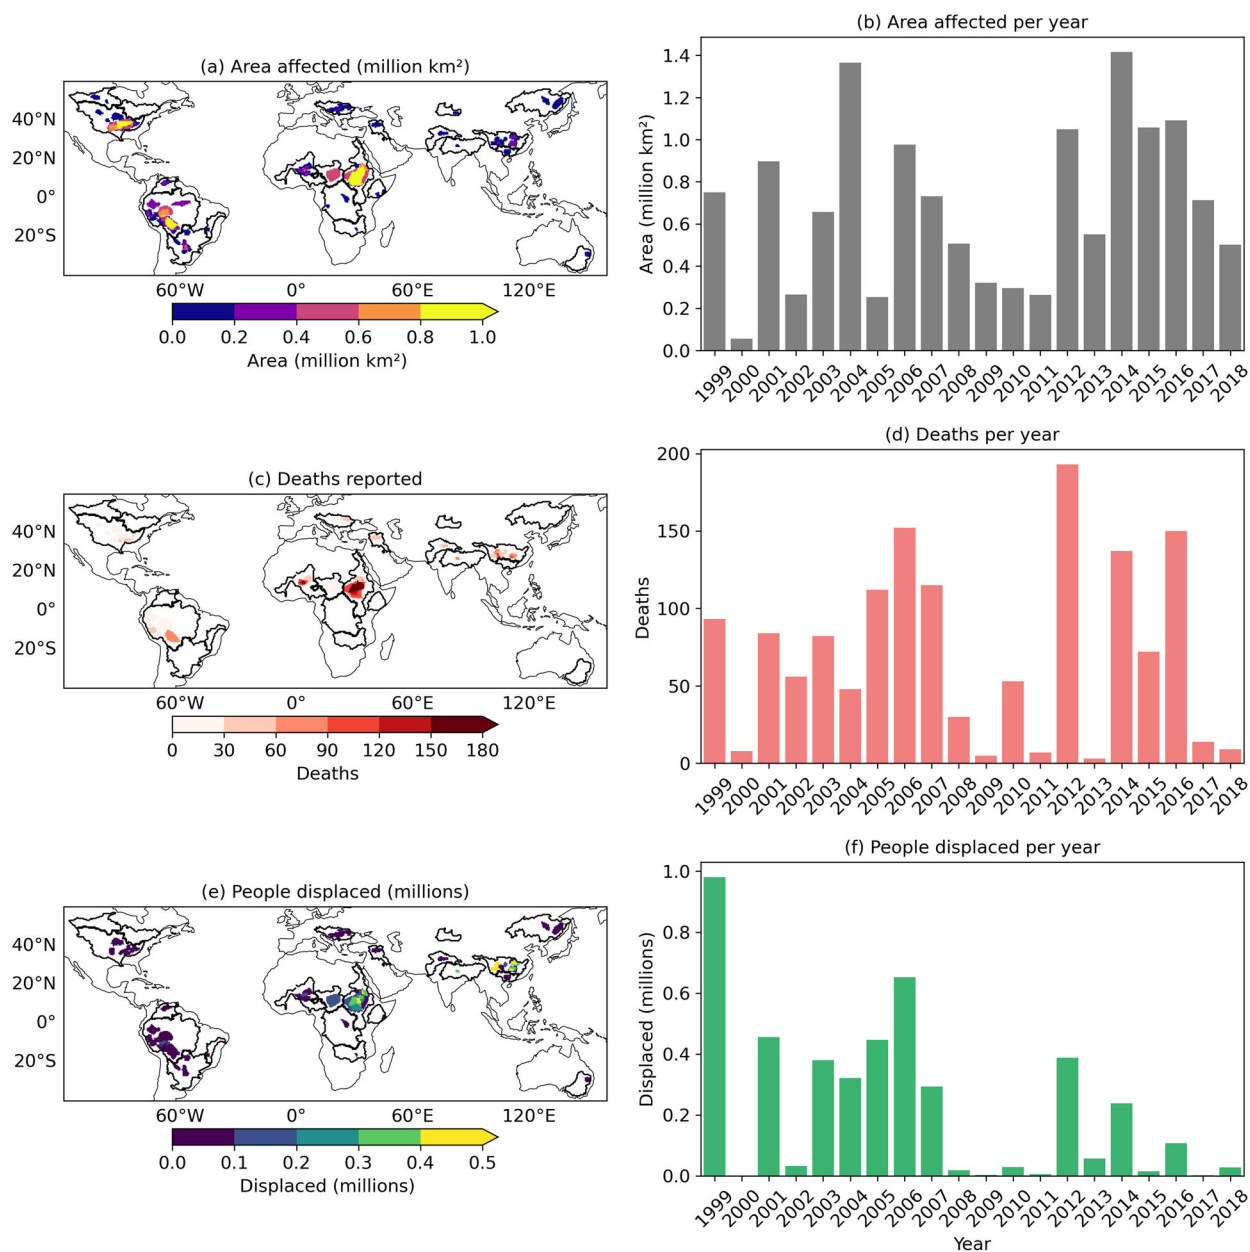 (a) Area affected (million km²)
40°N
20°N
0°
20°S
60°W 0° 60°E 120°E
0.0 0.2 0.4 0.6 0.8 1.0
Area (million km²)
(b) Area affected per year
Area (million km²)
1.4
1.2
1.0
0.8
0.6
0.4
0.2
0.0
1999 2000 2001 2002 2003 2004 2005 2006 2007 2008 2009 2010 2011 2012 2013 2014 2015 2016 2017 2018
(c) Deaths reported
40°N
20°N
0°
20°S
60°W 0° 60°E 120°E
0 30 60 90 120 150 180
Deaths
(d) Deaths per year
Deaths
200
150
100
50
0
1999 2000 2001 2002 2003 2004 2005 2006 2007 2008 2009 2010 2011 2012 2013 2014 2015 2016 2017 2018
(e) People displaced (millions)
40°N
20°N
0°
20°S
60°W 0° 60°E 120°E
0.0 0.1 0.2 0.3 0.4 0.5
Displaced (millions)
(f) People displaced per year
Displaced (millions)
1.0
0.8
0.6
0.4
0.2
0.0
1999 2000 2001 2002 2003 2004 2005 2006 2007 2008 2009 2010 2011 2012 2013 2014 2015 2016 2017 2018
Year